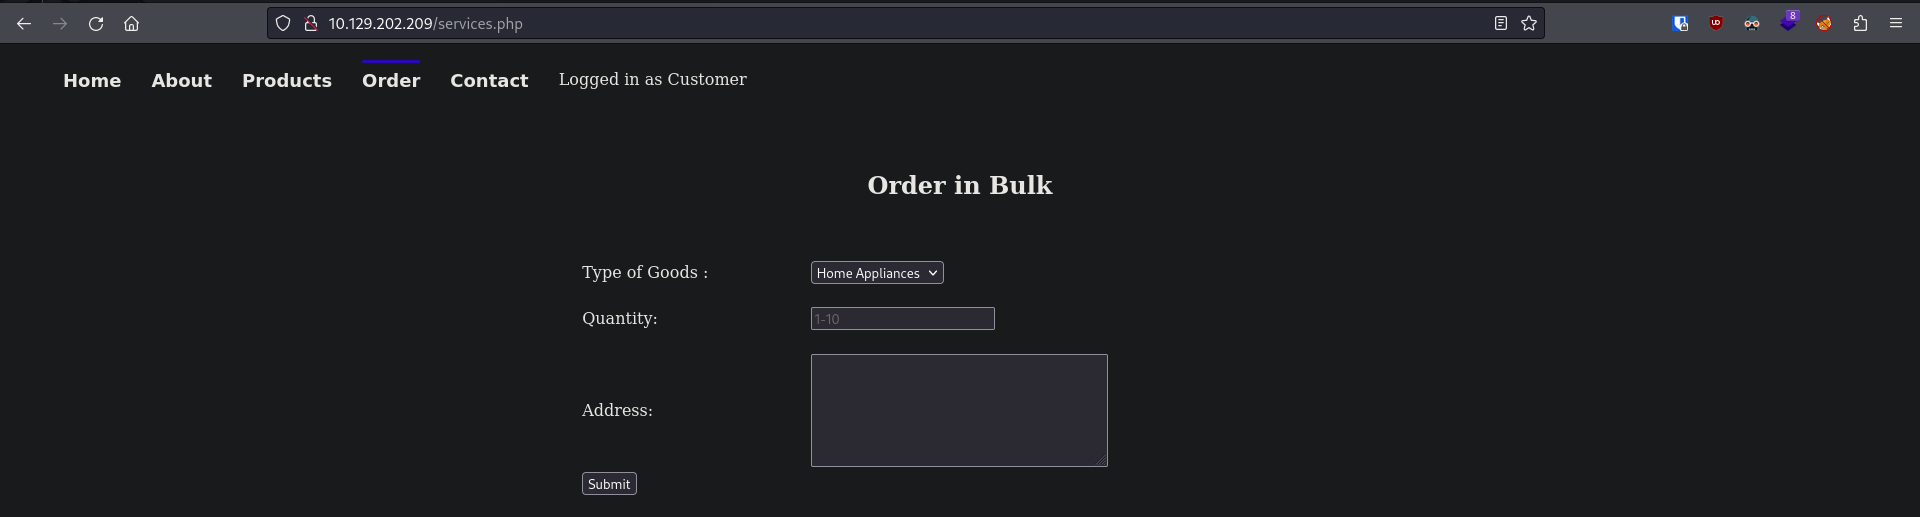 10.129.202.209/services.php
8
Home About Products Order Contact Logged in as Customer
Order in Bulk
Type of Goods : Home Appliances
Quantity: 1-10
Address:
Submit